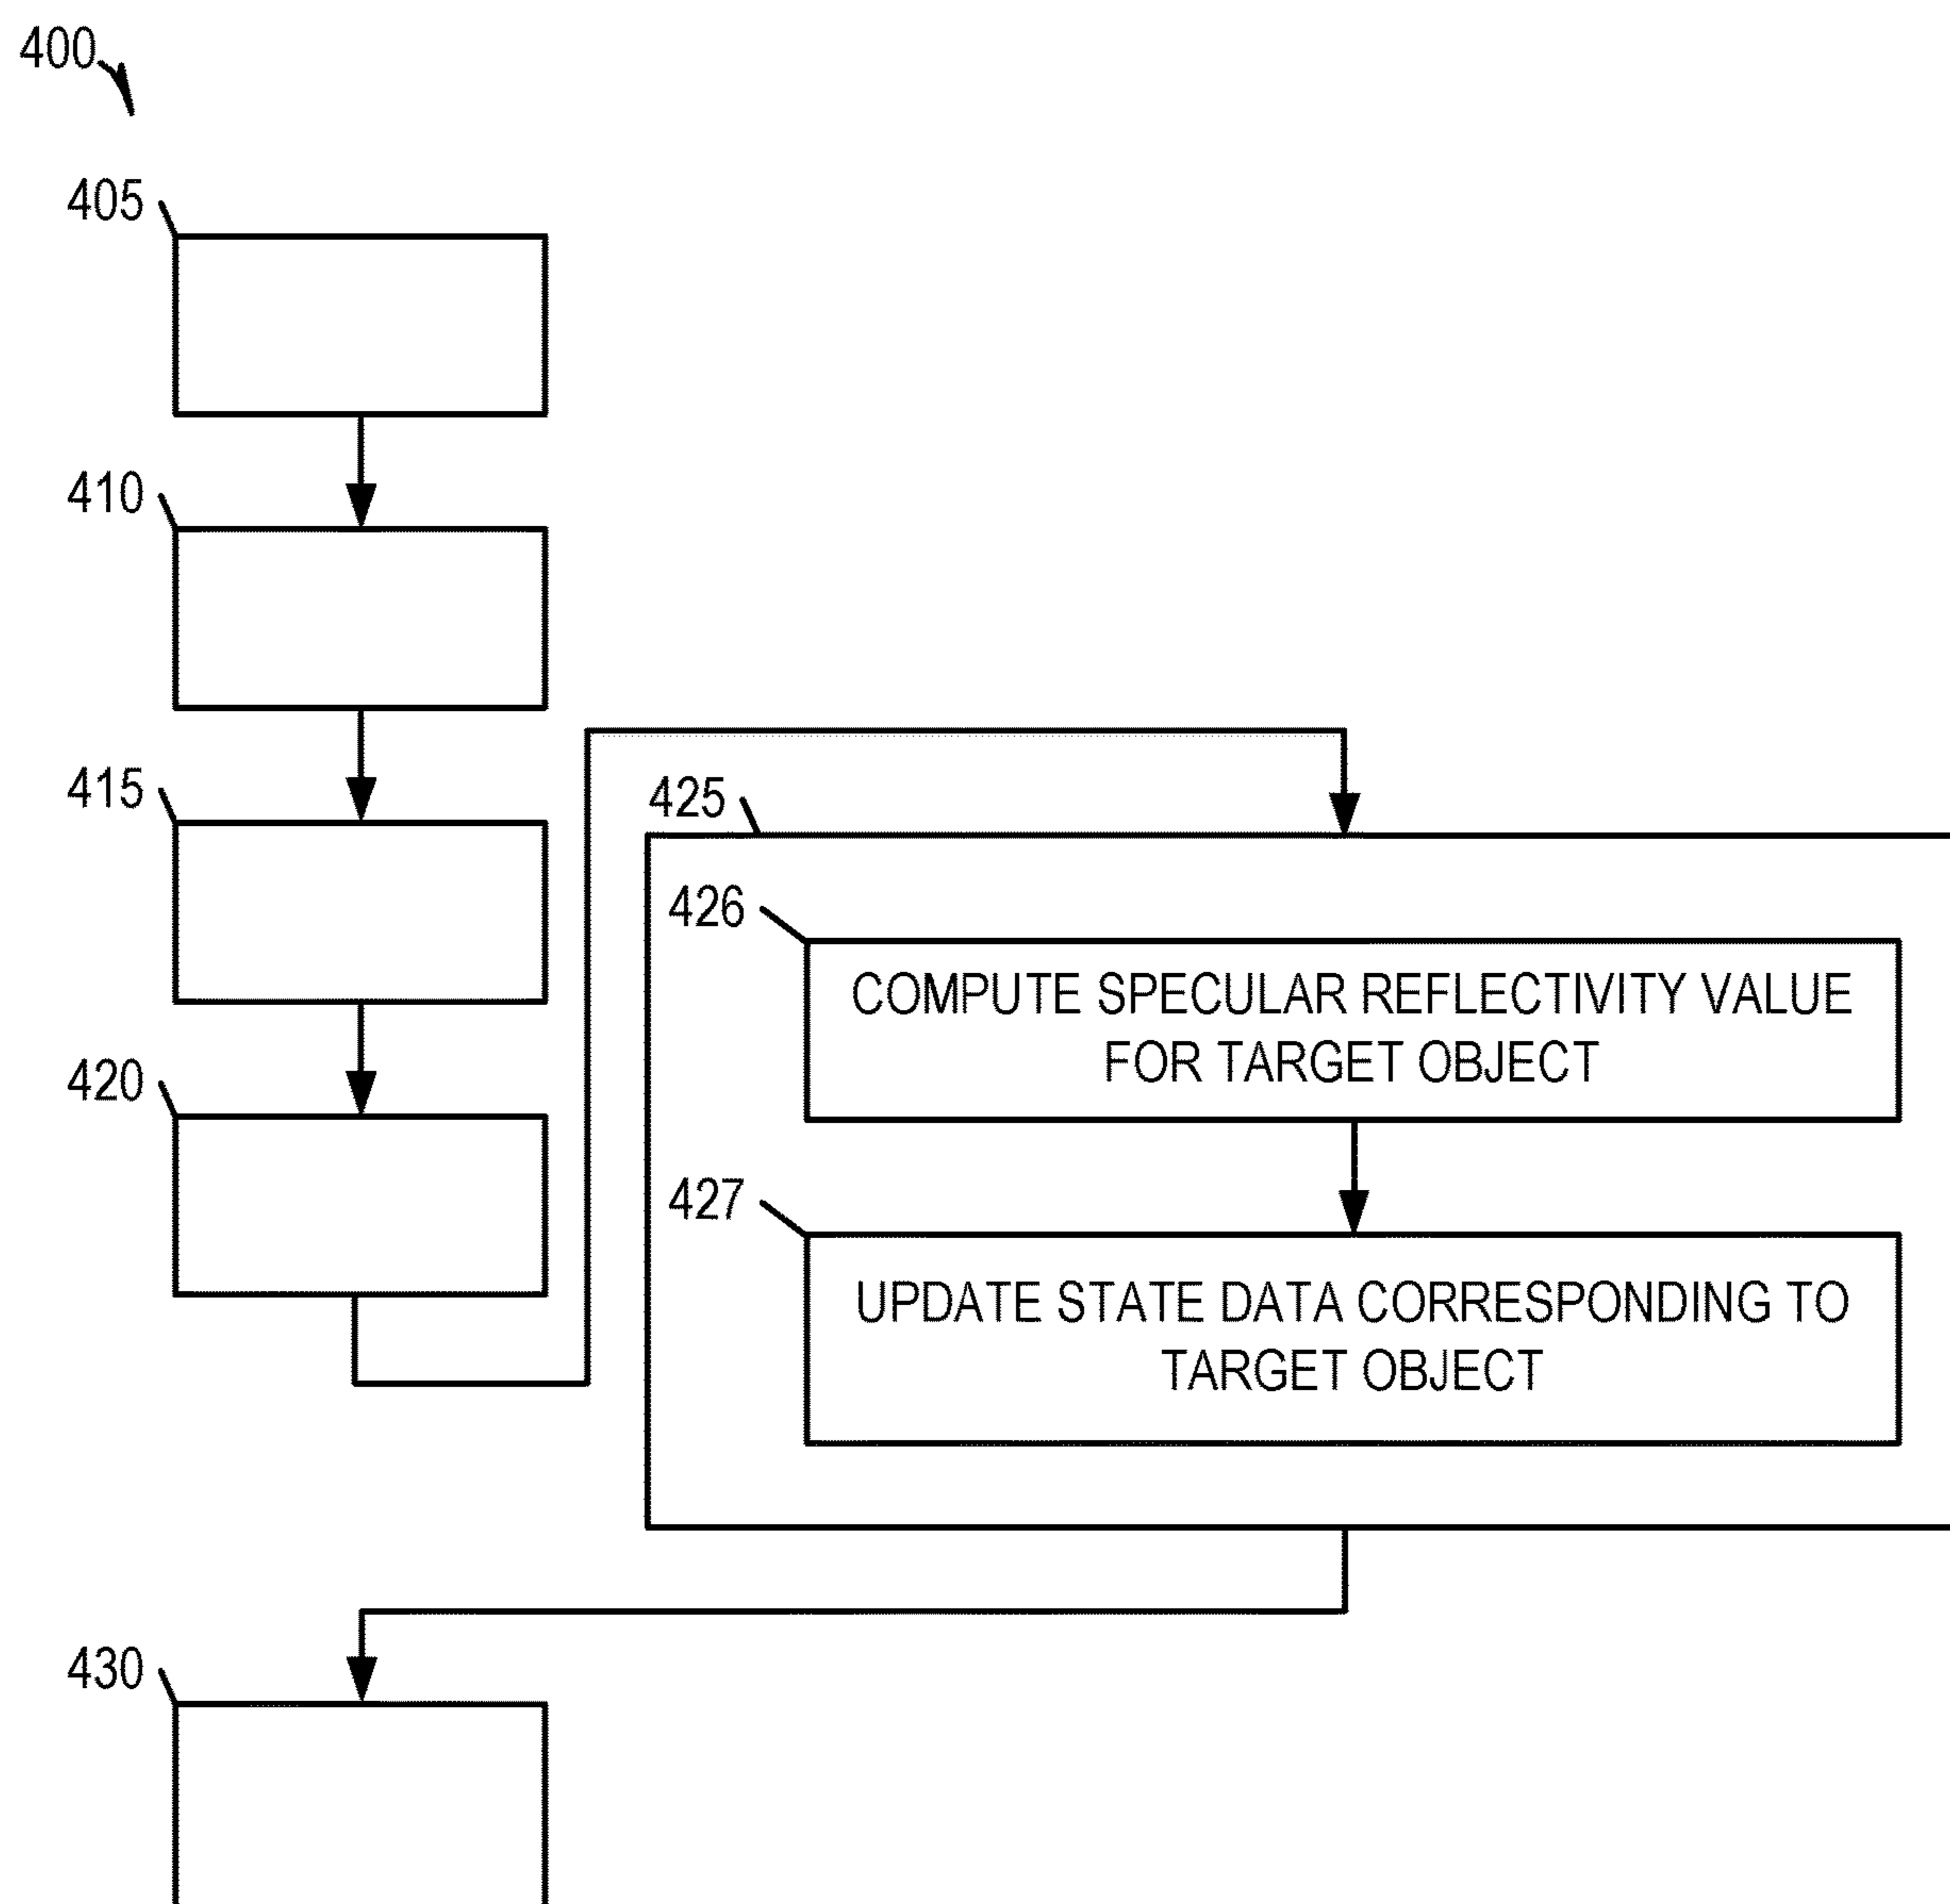 400
405
410
415
425
426
COMPUTE SPECULAR REFLECTIVITY VALUE
FOR TARGET OBJECT
420
427
UPDATE STATE DATA CORRESPONDING TO
TARGET OBJECT
430